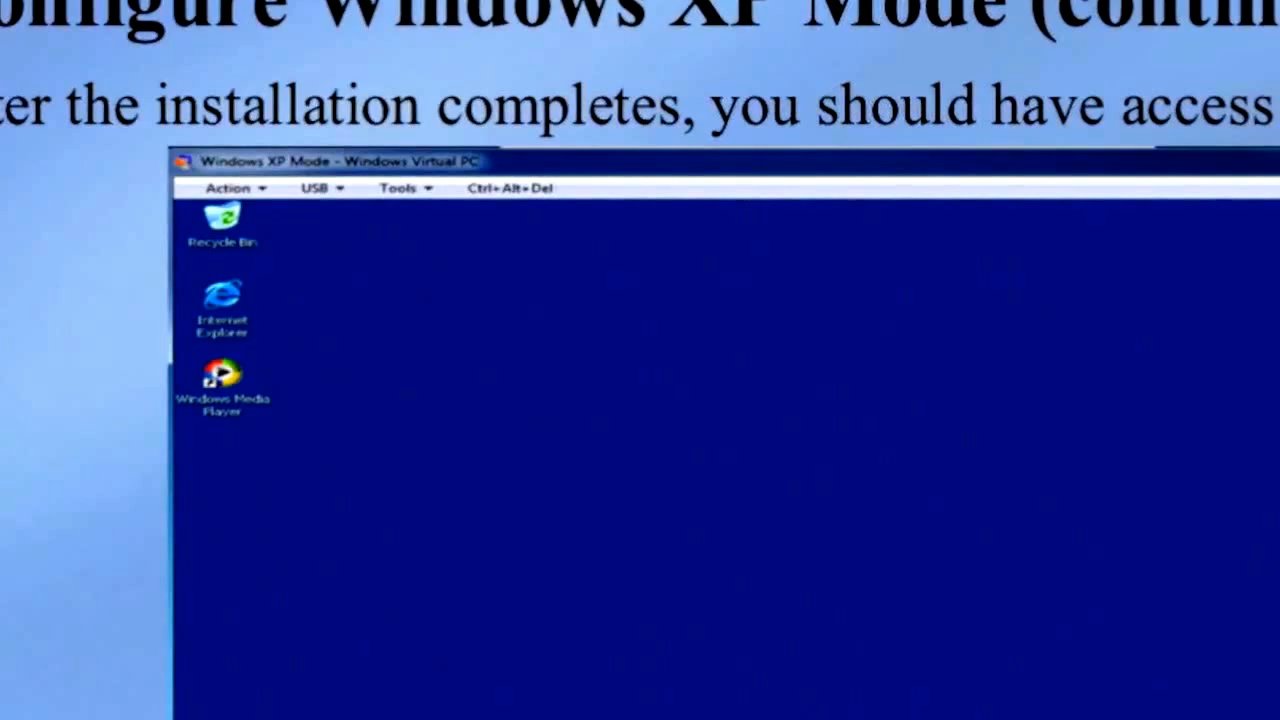 onfigure Windows XP Mode (contin
ter the installation completes, you should have access
Windows XP Mode - Windows Virtual PC
Action USB Tools Ctrl+Alt+Del
Recycle Bin
Internet
Explorer
Windows Media
Player